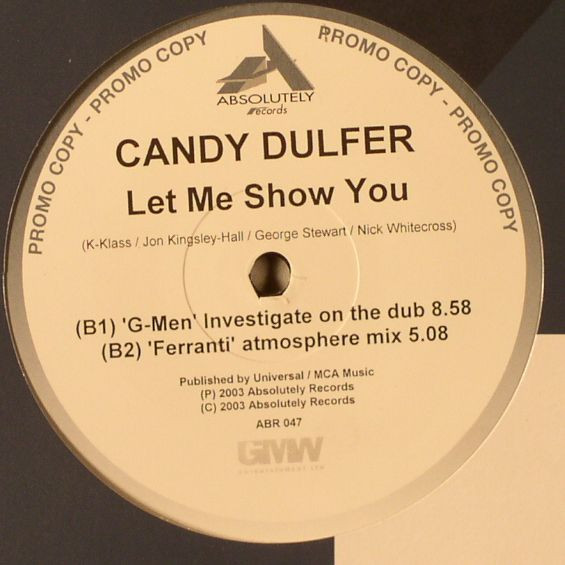 PROMO COPY - PROMO COPY
PROMO COPY - PROMO COPY
ABSOLUTELY
records
CANDY DULFER
Let Me Show You
(K-Klass / Jon Kingsley-Hall / George Stewart / Nick Whitecross)
(B1) 'G-Men' Investigate on the dub 8.58
(B2) 'Ferranti' atmosphere mix 5.08
Published by Universal / MCA Music
(P) 2003 Absolutely Records
(C) 2003 Absolutely Records
ABR 047
GMW
ENTERTAINMENT LTD